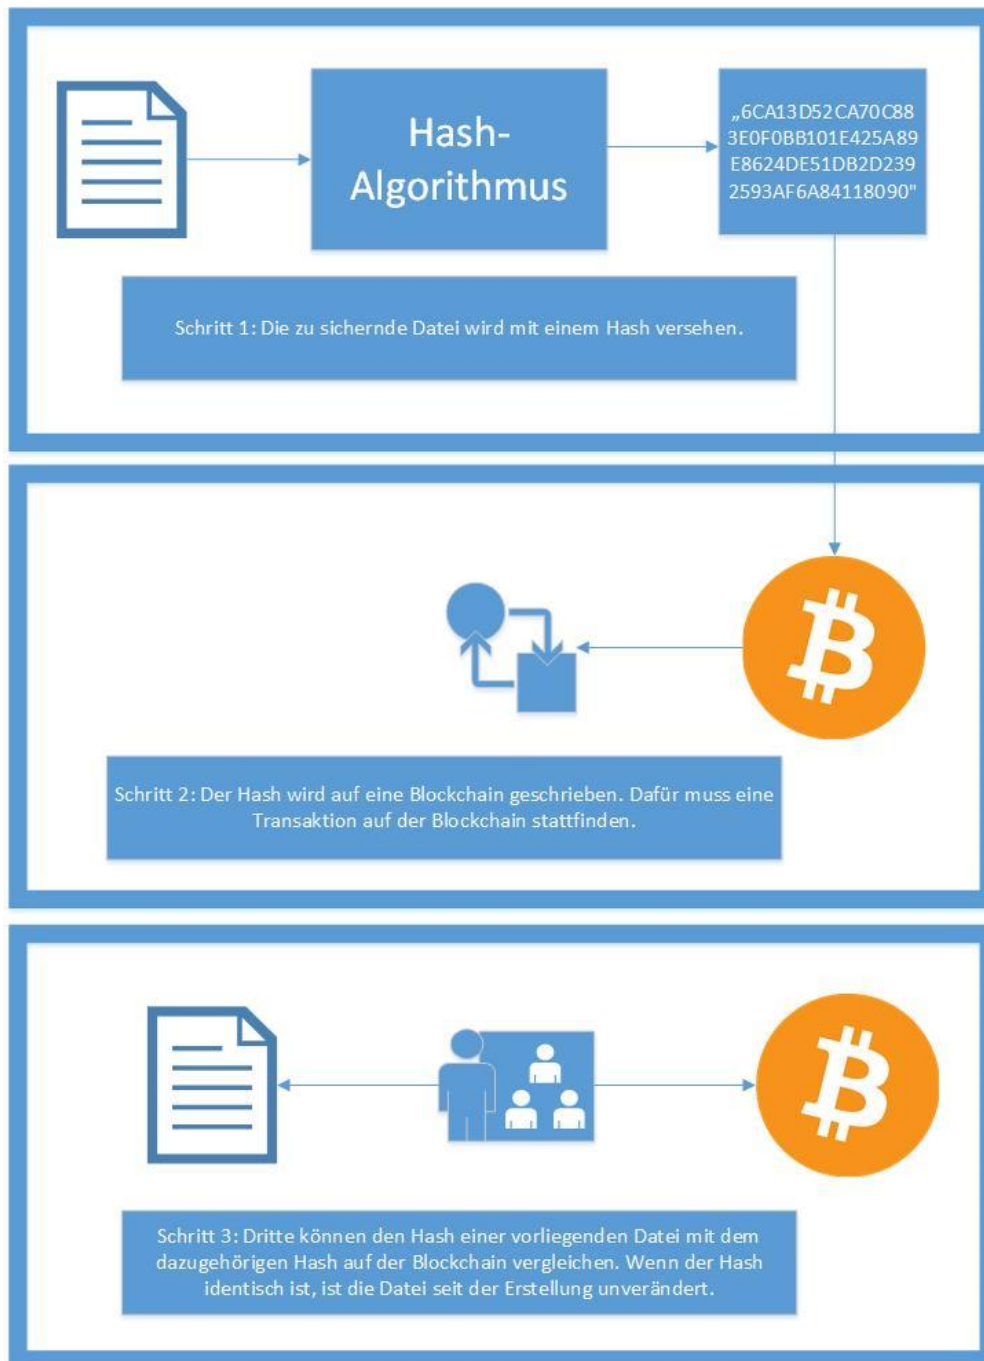 Hash-
Algorithmus
„6CA13D52CA70C88
3E0F0BB101E425A89
E8624DE51DB2D239
2593AF6A84118090"
Schritt 1: Die zu sichernde Datei wird mit einem Hash versehen.
Schritt 2: Der Hash wird auf eine Blockchain geschrieben. Dafür muss eine
Transaktion auf der Blockchain stattfinden.
Schritt 3: Dritte können den Hash einer vorliegenden Datei mit dem
dazugehörigen Hash auf der Blockchain vergleichen. Wenn der Hash
identisch ist, ist die Datei seit der Erstellung unverändert.